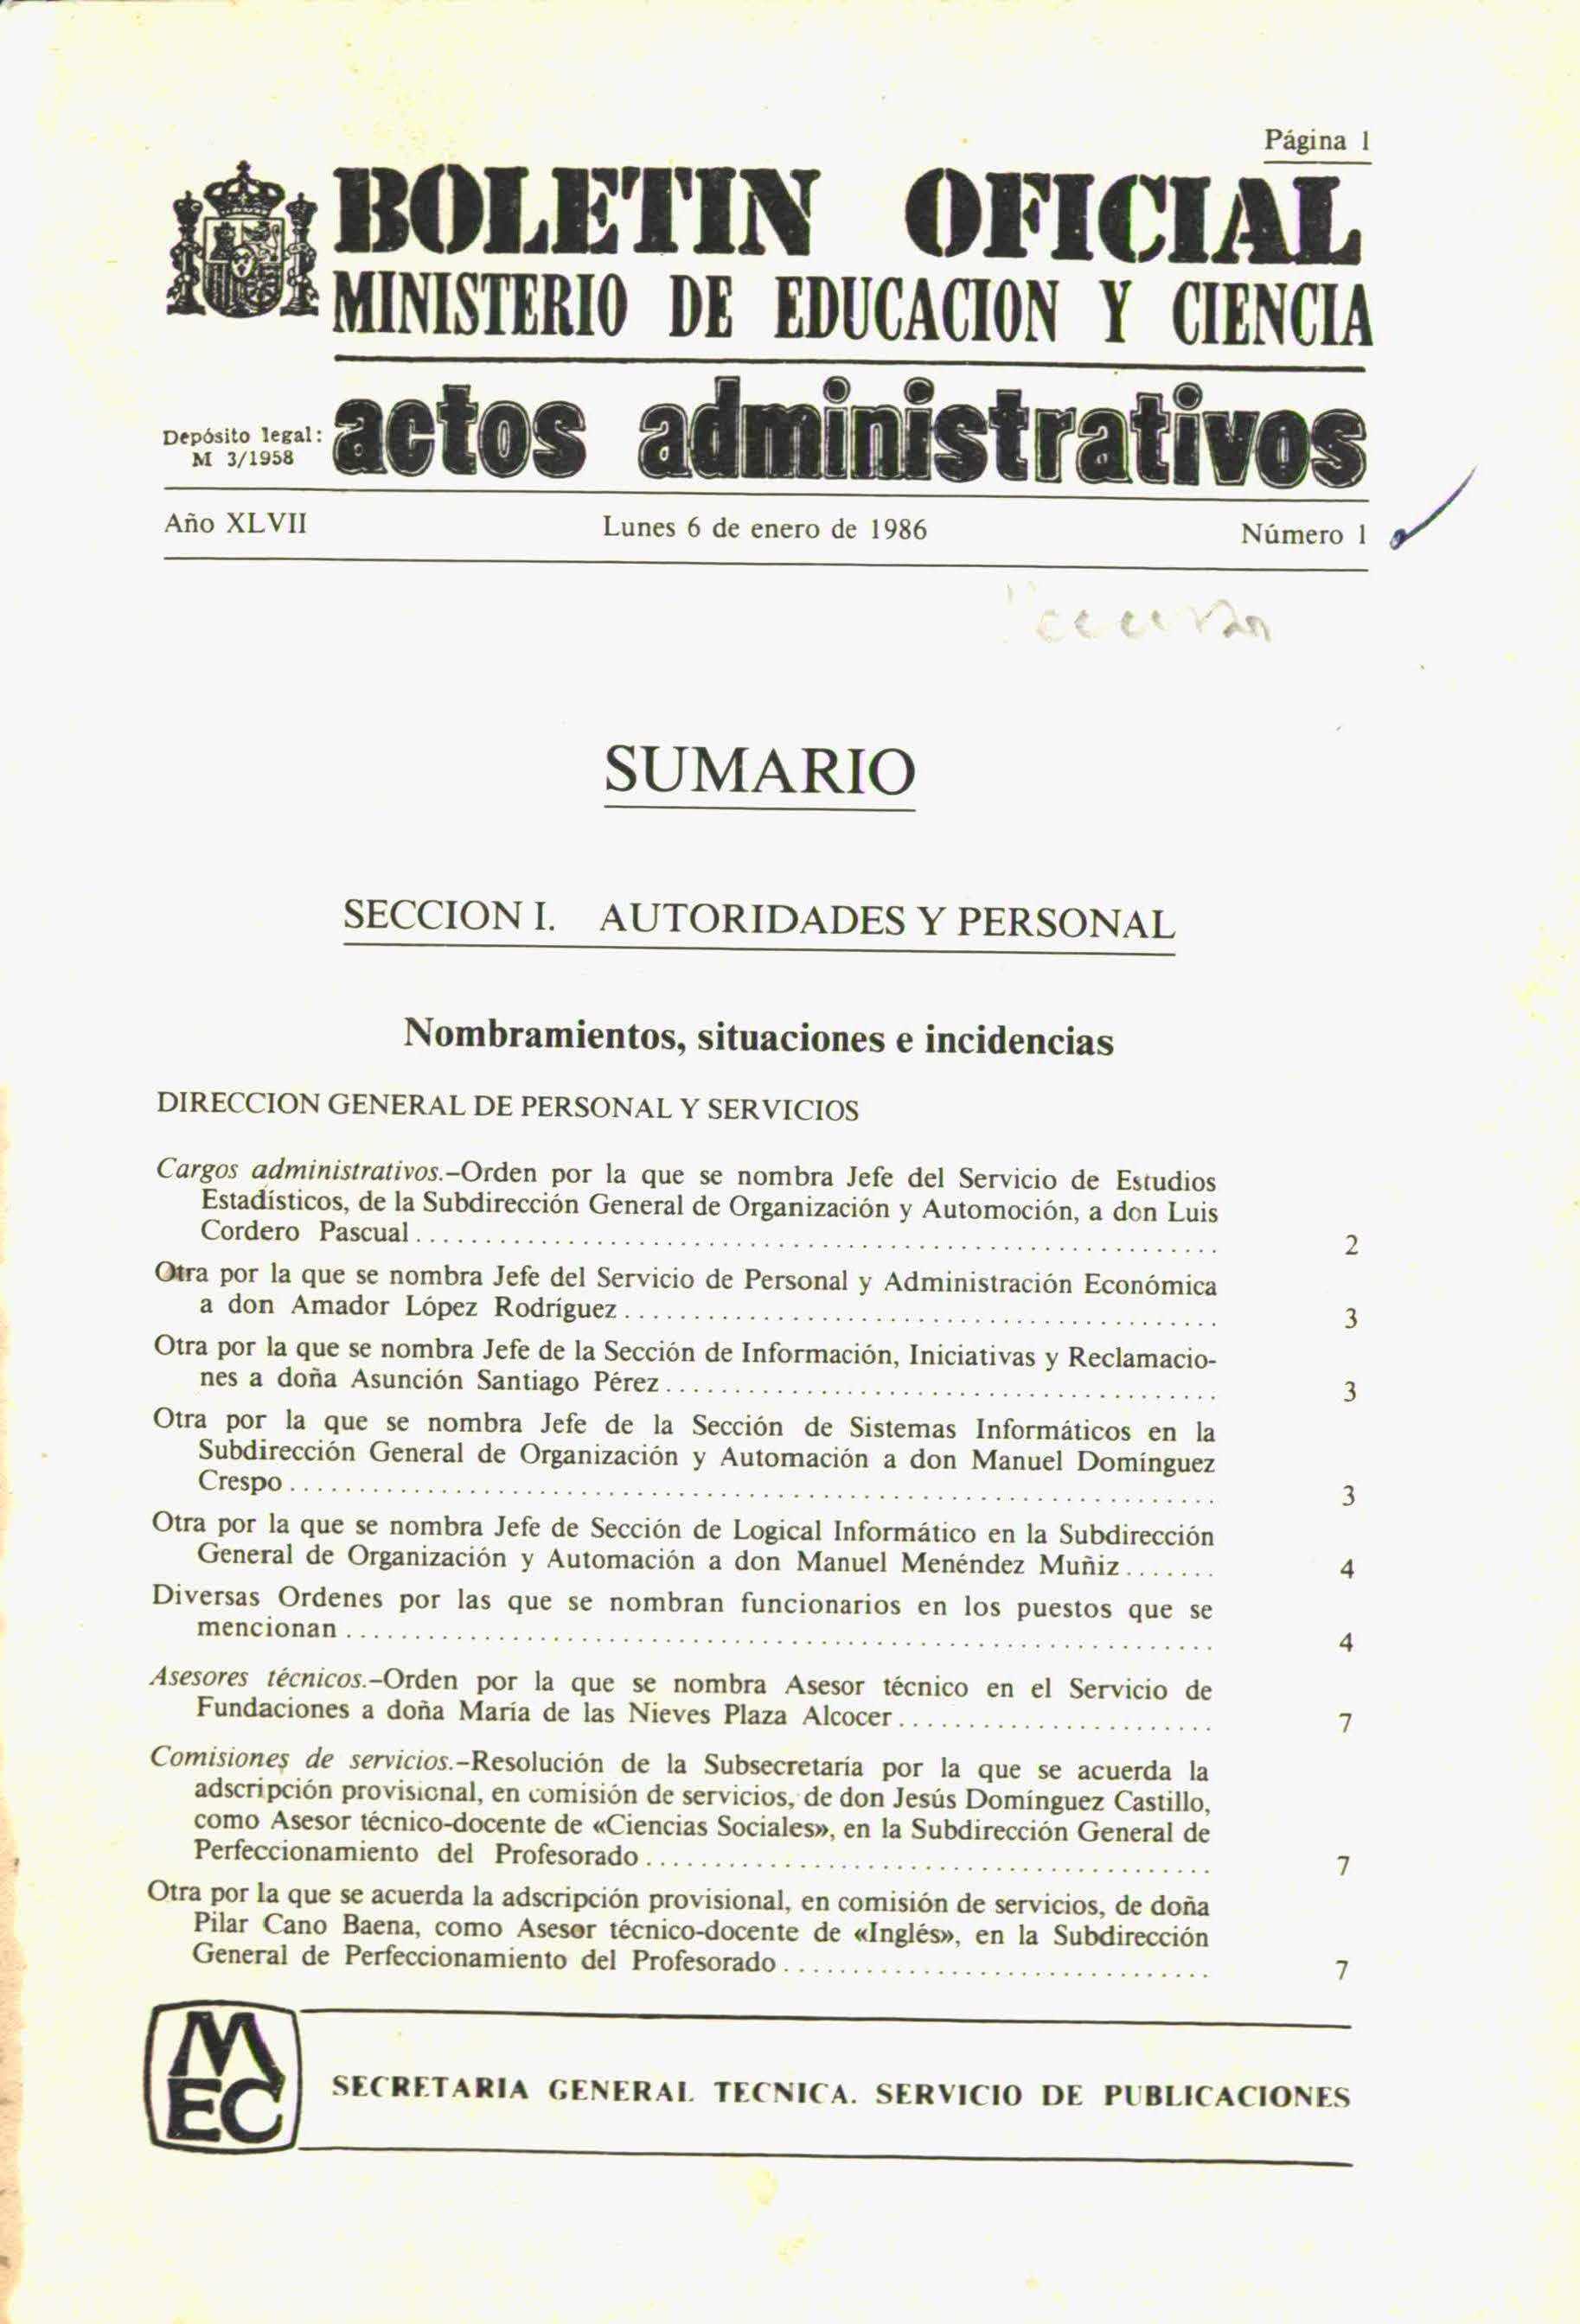 Página 1
BOLETIN OFICIAL
MINISTERIO DE EDUCACION Y CIENCIA
actos administrativos
Depósito legal:
M 3/1958
Año XLVII Lunes 6 de enero de 1986 Número 1
SUMARIO
SECCION I. AUTORIDADES Y PERSONAL
Nombramientos, situaciones e incidencias
DIRECCION GENERAL DE PERSONAL Y SERVICIOS
Cargos administrativos.–Orden por la que se nombra Jefe del Servicio de Estudios
Estadísticos, de la Subdirección General de Organización y Automoción, a don Luis
Cordero Pascual . . . . . . . . . . 2
Otra por la que se nombra Jefe del Servicio de Personal y Administración Económica
a don Amador López Rodríguez . . . . . . . . . . 3
Otra por la que se nombra Jefe de la Sección de Información, Iniciativas y Reclamacio-
nes a doña Asunción Santiago Pérez . . . . . . . . . . 3
Otra por la que se nombra Jefe de la Sección de Sistemas Informáticos en la
Subdirección General de Organización y Automación a don Manuel Domínguez
Crespo . . . . . . . . . . 3
Otra por la que se nombra Jefe de Sección de Logical Informático en la Subdirección
General de Organización y Automación a don Manuel Menéndez Muñiz . . . . . . . 4
Diversas Ordenes por las que se nombran funcionarios en los puestos que se
mencionan . . . . . . . . . . 4
Asesores técnicos.–Orden por la que se nombra Asesor técnico en el Servicio de
Fundaciones a doña María de las Nieves Plaza Alcocer . . . . . . . . . . 7
Comisiones de servicios.–Resolución de la Subsecretaría por la que se acuerda la
adscripción provisional, en comisión de servicios, de don Jesús Domínguez Castillo,
como Asesor técnico-docente de «Ciencias Sociales», en la Subdirección General de
Perfeccionamiento del Profesorado . . . . . . . . . . 7
Otra por la que se acuerda la adscripción provisional, en comisión de servicios, de doña
Pilar Cano Baena, como Asesor técnico-docente de «Inglés», en la Subdirección
General de Perfeccionamiento del Profesorado . . . . . . . . . . 7
MEC
SECRETARIA GENERAL TECNICA. SERVICIO DE PUBLICACIONES